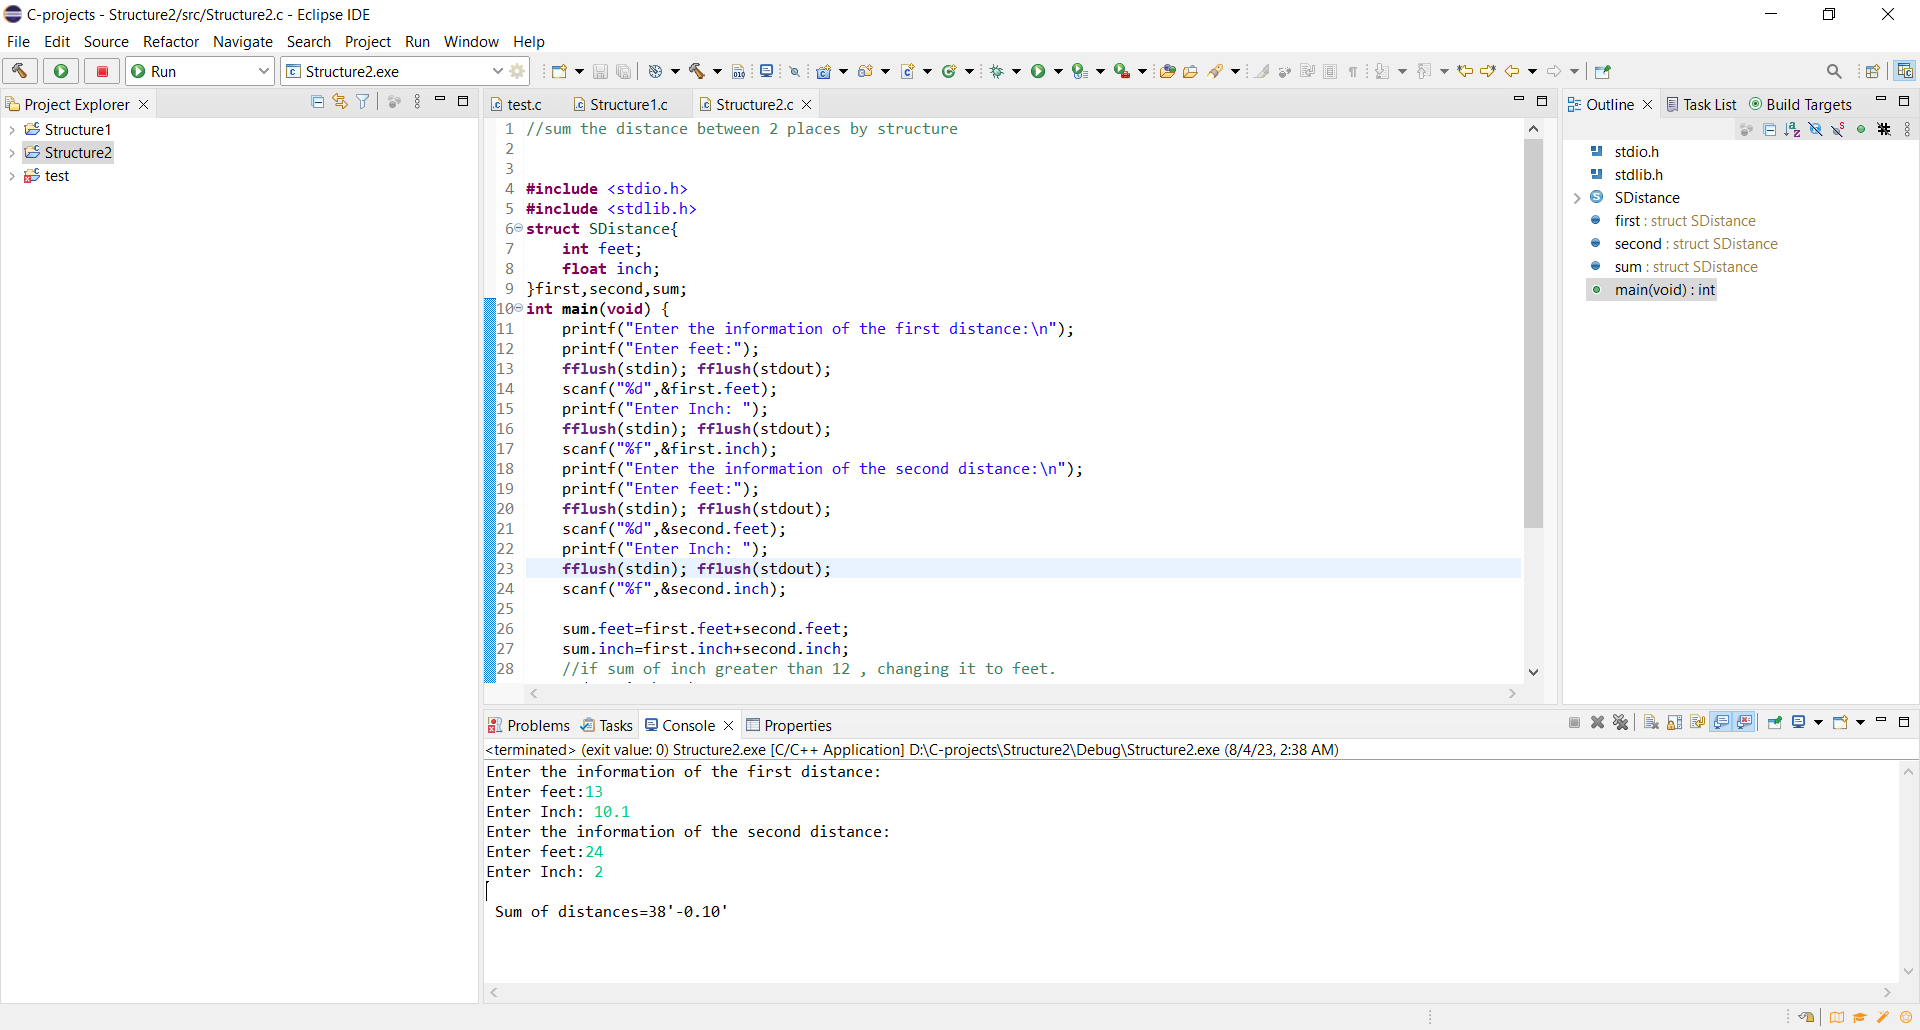 C-projects - Structure2/src/Structure2.c - Eclipse IDE
File Edit Source Refactor Navigate Search Project Run Window Help
Run Structure2.exe
Project Explorer
Structure1
Structure2
test
test.c Structure1.c Structure2.c
1 //sum the distance between 2 places by structure
2
3
4 #include <stdio.h>
5 #include <stdlib.h>
6 struct SDistance{
7     int feet;
8     float inch;
9 }first,second,sum;
10 int main(void) {
11     printf("Enter the information of the first distance:\n");
12     printf("Enter feet:");
13     fflush(stdin); fflush(stdout);
14     scanf("%d",&first.feet);
15     printf("Enter Inch: ");
16     fflush(stdin); fflush(stdout);
17     scanf("%f",&first.inch);
18     printf("Enter the information of the second distance:\n");
19     printf("Enter feet:");
20     fflush(stdin); fflush(stdout);
21     scanf("%d",&second.feet);
22     printf("Enter Inch: ");
23     fflush(stdin); fflush(stdout);
24     scanf("%f",&second.inch);
25
26     sum.feet=first.feet+second.feet;
27     sum.inch=first.inch+second.inch;
28     //if sum of inch greater than 12 , changing it to feet.
Outline Task List Build Targets
stdio.h
stdlib.h
SDistance
first : struct SDistance
second : struct SDistance
sum : struct SDistance
main(void) : int
Problems Tasks Console Properties
<terminated> (exit value: 0) Structure2.exe [C/C++ Application] D:\C-projects\Structure2\Debug\Structure2.exe (8/4/23, 2:38 AM)
Enter the information of the first distance:
Enter feet:13
Enter Inch: 10.1
Enter the information of the second distance:
Enter feet:24
Enter Inch: 2
Sum of distances=38'-0.10'